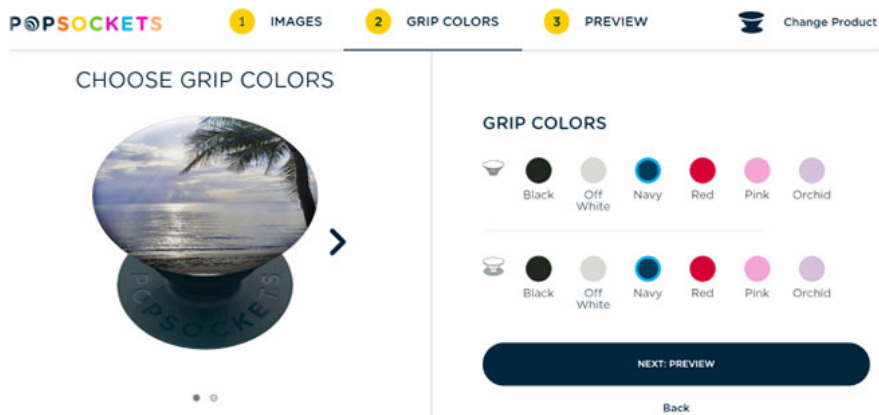 POPSOCKETS
1 IMAGES
2 GRIP COLORS
3 PREVIEW
Change Product
CHOOSE GRIP COLORS
POPSOCKETS
GRIP COLORS
Black
Off
White
Navy
Red
Pink
Orchid
Black
Off
White
Navy
Red
Pink
Orchid
NEXT: PREVIEW
Back